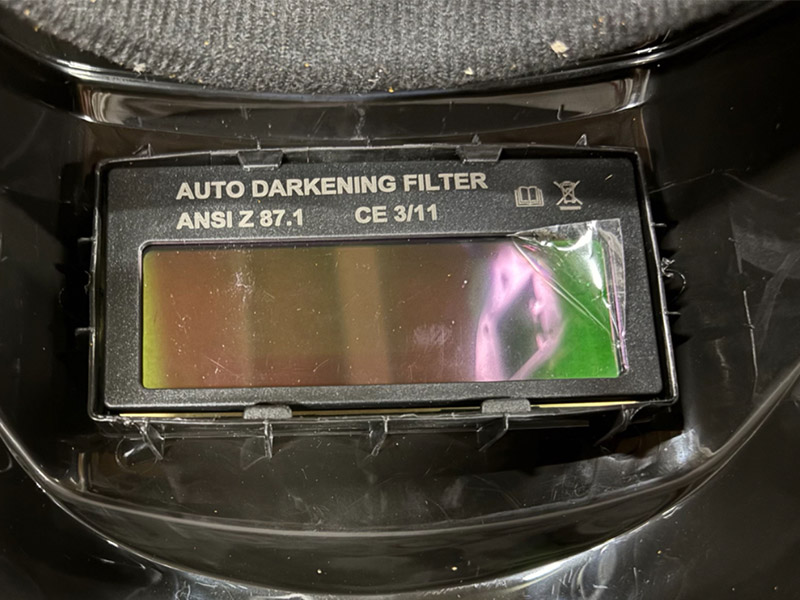 AUTO DARKENING FILTER
ANSI Z 87.1 CE 3/11